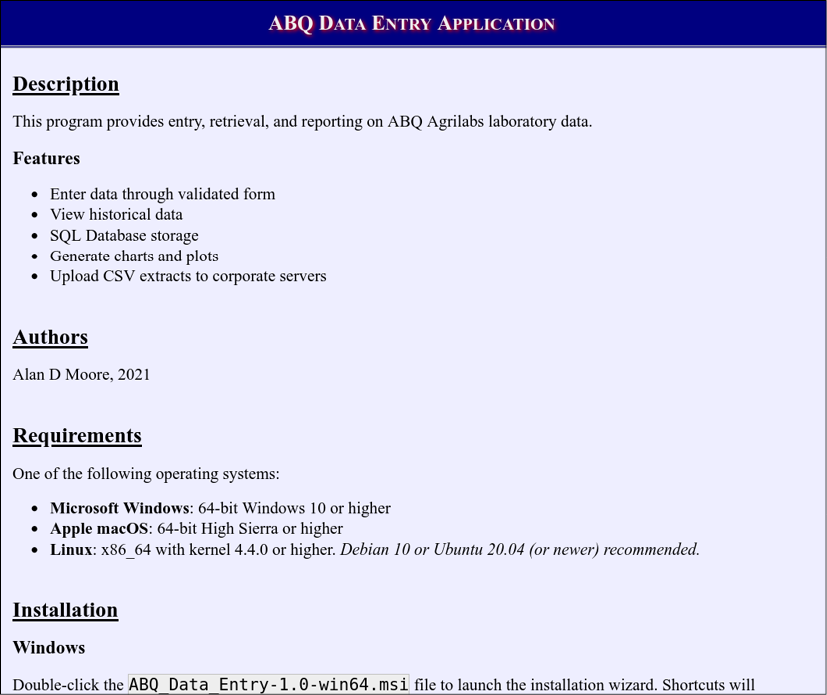 ABQ Data Entry Application
Description
This program provides entry, retrieval, and reporting on ABQ Agrilabs laboratory data.
Features
• Enter data through validated form
• View historical data
• SQL Database storage
• Generate charts and plots
• Upload CSV extracts to corporate servers
Authors
Alan D Moore, 2021
Requirements
One of the following operating systems:
• Microsoft Windows: 64-bit Windows 10 or higher
• Apple macOS: 64-bit High Sierra or higher
• Linux: x86_64 with kernel 4.4.0 or higher. Debian 10 or Ubuntu 20.04 (or newer) recommended.
Installation
Windows
Double-click the ABQ_Data_Entry-1.0-win64.msi file to launch the installation wizard. Shortcuts will